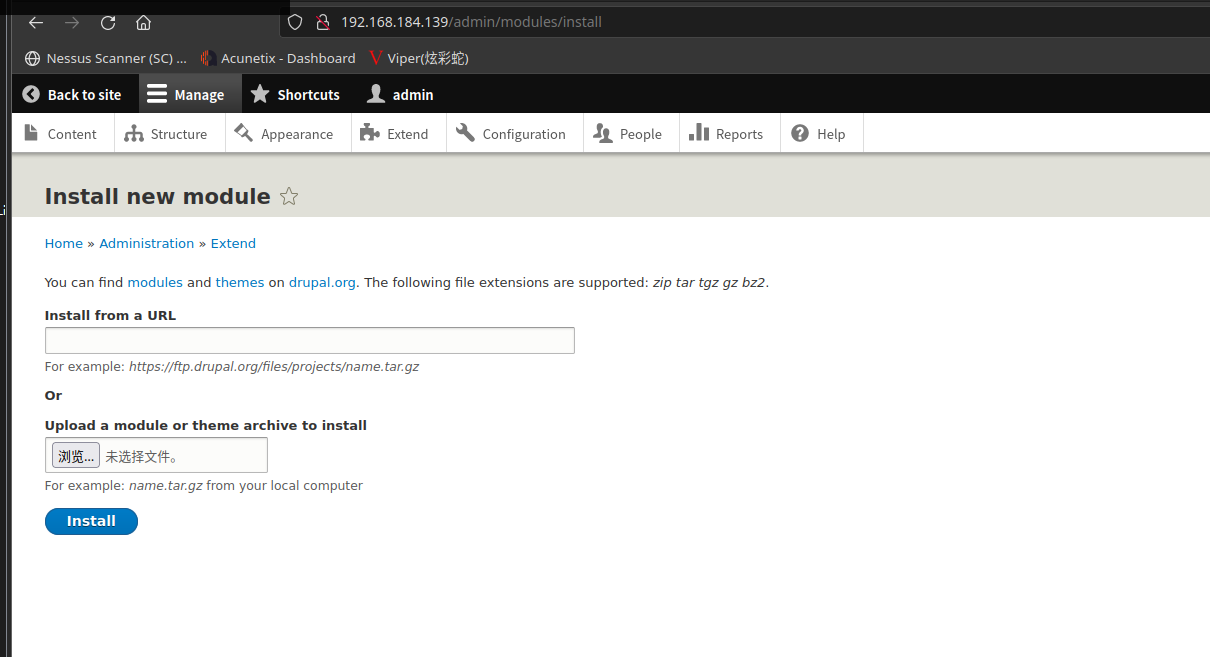 192.168.184.139/admin/modules/install
Nessus Scanner (SC) ... Acunetix - Dashboard Viper(炫彩蛇)
Back to site Manage Shortcuts admin
Content Structure Appearance Extend Configuration People Reports Help
Install new module
Home » Administration » Extend
You can find modules and themes on drupal.org. The following file extensions are supported: zip tar tgz gz bz2.
Install from a URL
For example: https://ftp.drupal.org/files/projects/name.tar.gz
Or
Upload a module or theme archive to install
浏览... 未选择文件。
For example: name.tar.gz from your local computer
Install